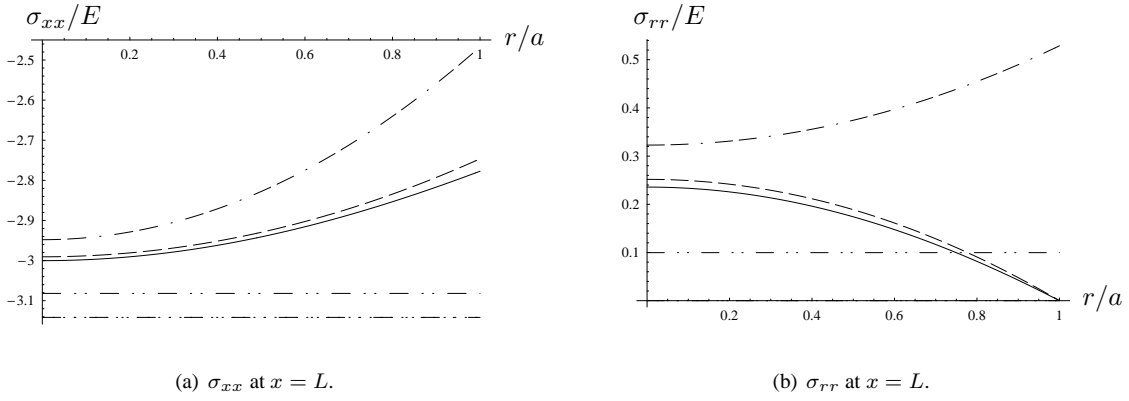 σxx/E
r/a
0.2 0.4 0.6 0.8 1
−2.5
−2.6
−2.7
−2.8
−2.9
−3
−3.1
(a) σxx at x = L.
σrr/E
0.5
0.4
0.3
0.2
0.1
0.2 0.4 0.6 0.8 1
r/a
(b) σrr at x = L.